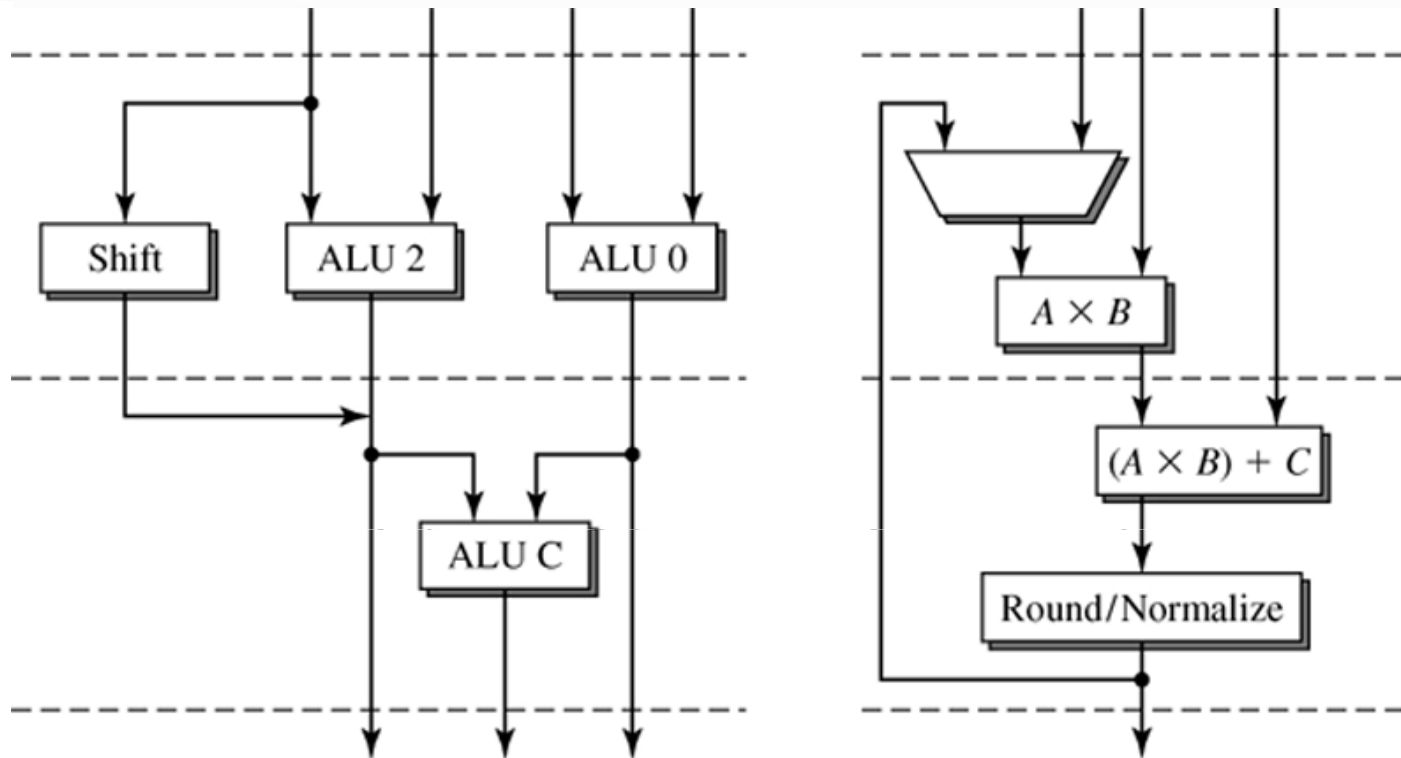 Shift
ALU 2
ALU 0
A × B
(A × B) + C
ALU C
Round/Normalize